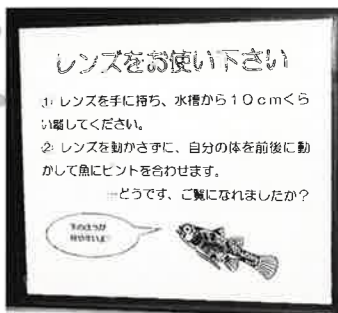 レンズをお使い下さい
1: レンズを手に持ち、水槽から10cmくら
い離してください。
2: レンズを動かさずに、自分の体を前後に動
かして魚にピントを合わせます。
…どうです、ご覧になれましたか?